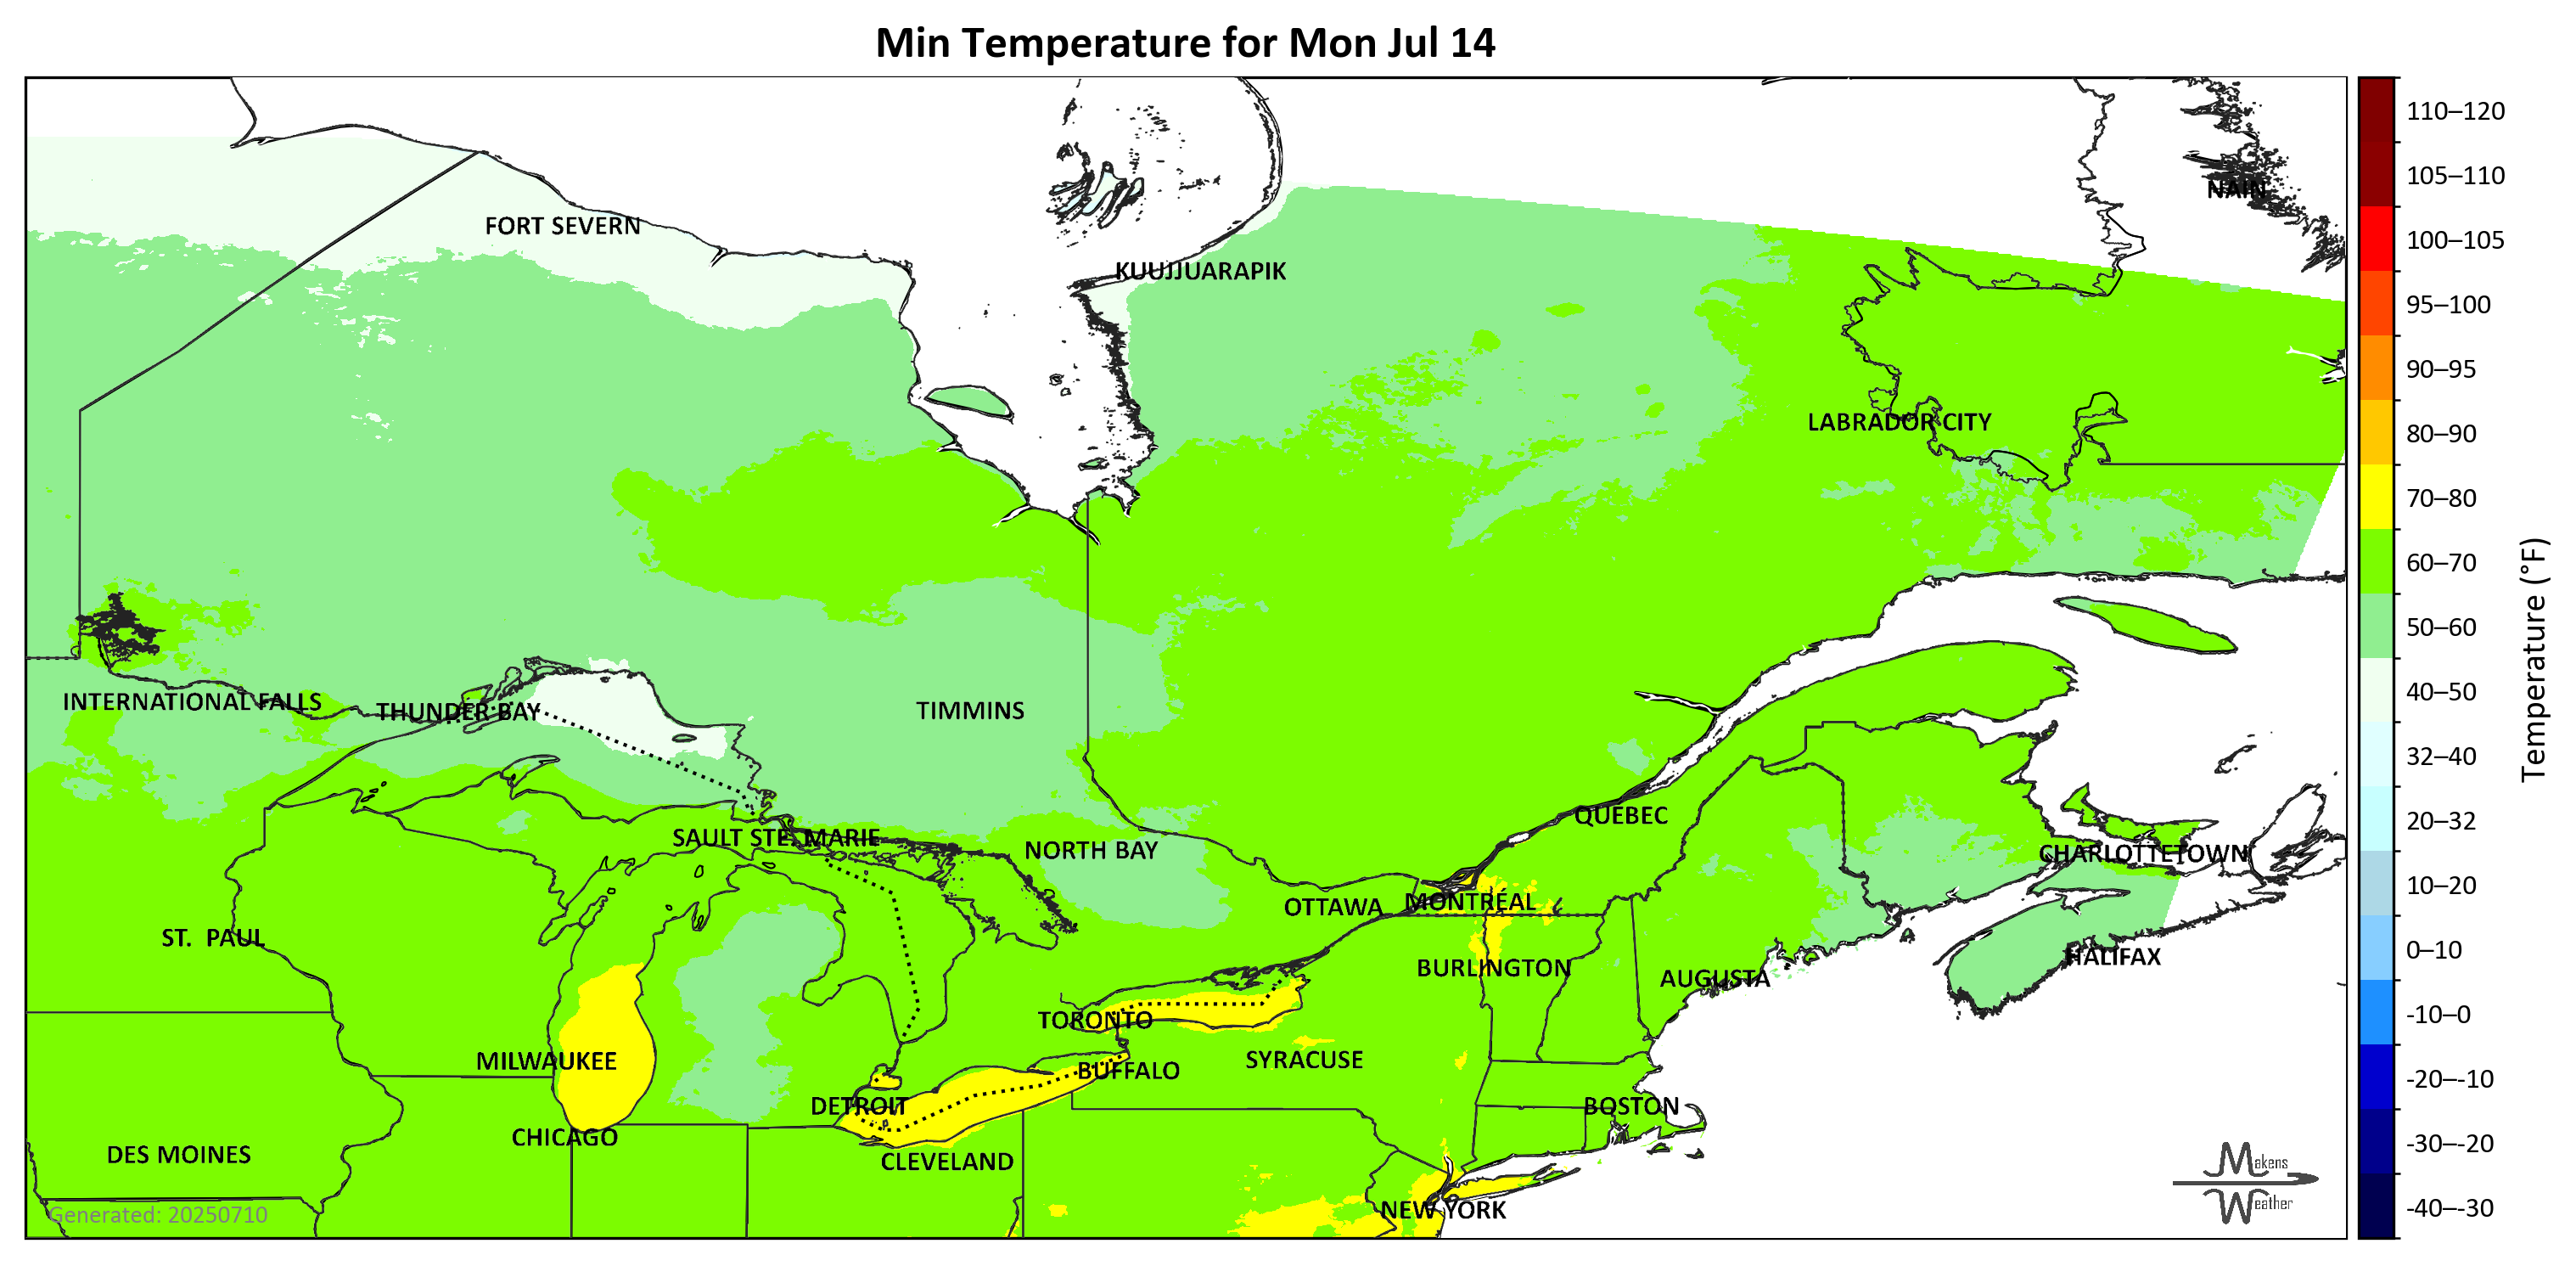 Min Temperature for Mon Jul 14
110–120
105–110
NAIN
100–105
FORT SEVERN
KUUJJUARAPIK
95–100
90–95
LABRADOR CITY
80–90
70–80
60–70
50–60
Temperature (°F)
INTERNATIONAL FALLS
THUNDER BAY
TIMMINS
40–50
32–40
QUEBEC
20–32
SAULT STE. MARIE
NORTH BAY
CHARLOTTETOWN
10–20
OTTAWA
MONTRÉAL
ST. PAUL
HALIFAX
0–10
BURLINGTON
AUGUSTA
TORONTO
-10–0
MILWAUKEE
SYRACUSE
BUFFALO
-20–-10
DETROIT
BOSTON
CHICAGO
-30–-20
DES MOINES
CLEVELAND
Makens
Weather
NEW YORK
-40–-30
Generated: 20250710